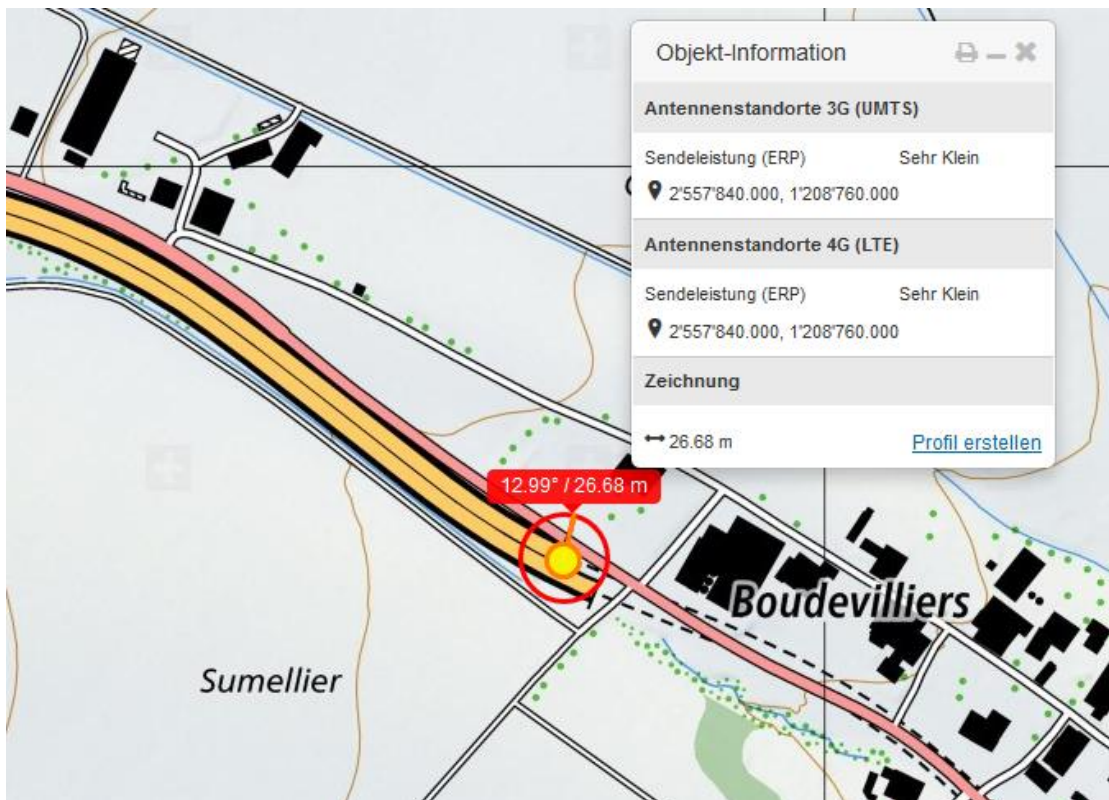 Objekt-Information
Antennenstandorte 3G (UMTS)
Sendeleistung (ERP) Sehr Klein
2'557'840.000, 1'208'760.000
Antennenstandorte 4G (LTE)
Sendeleistung (ERP) Sehr Klein
2'557'840.000, 1'208'760.000
Zeichnung
26.68 m Profil erstellen
12.99° / 26.68 m
Boudevilliers
Sumellier